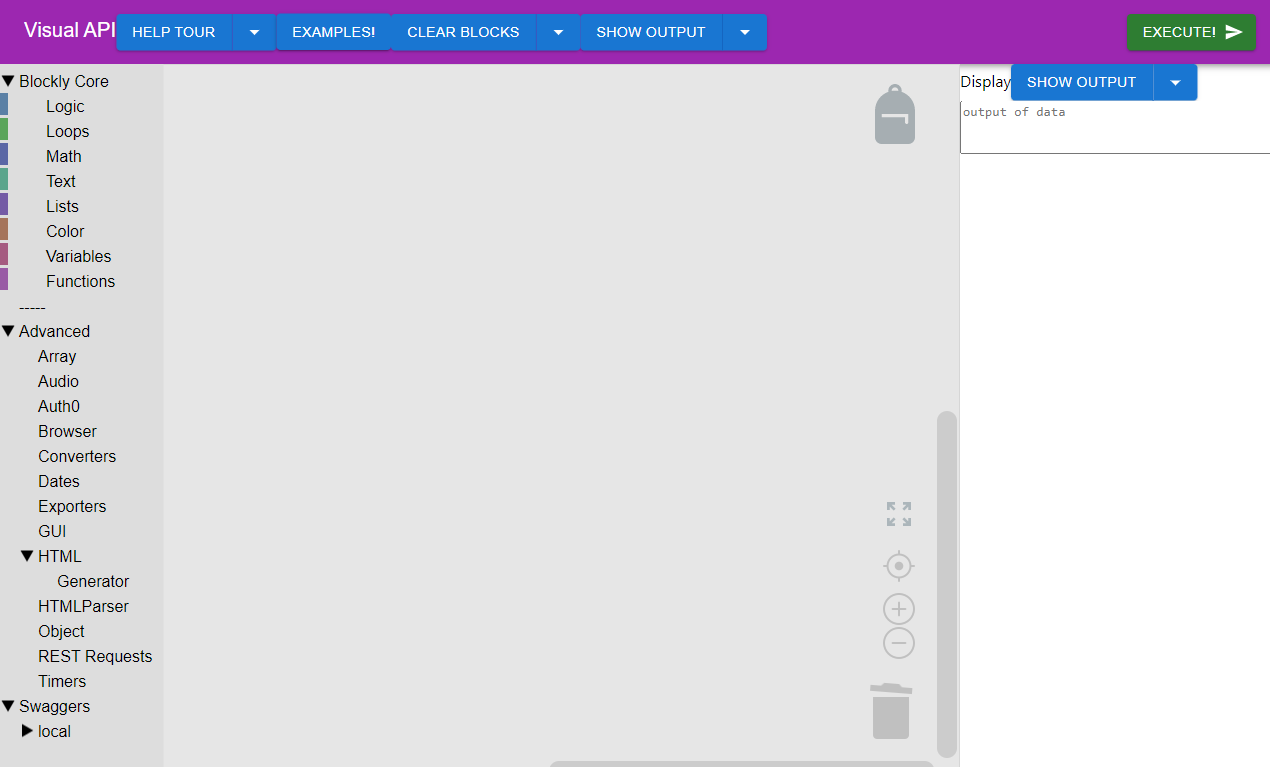 Visual API HELP TOUR EXAMPLES! CLEAR BLOCKS SHOW OUTPUT EXECUTE!
Blockly Core
Logic
Loops
Math
Text
Lists
Color
Variables
Functions
-----
Advanced
Array
Audio
Auth0
Browser
Converters
Dates
Exporters
GUI
HTML
Generator
HTMLParser
Object
REST Requests
Timers
Swaggers
local
Display SHOW OUTPUT
output of data